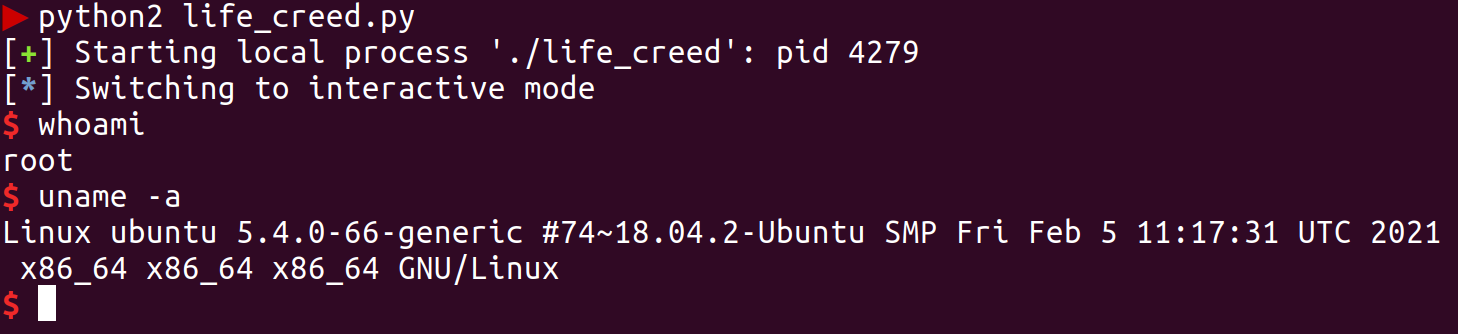 ▶ python2 life_creed.py
[+] Starting local process './life_creed': pid 4279
[*] Switching to interactive mode
$ whoami
root
$ uname -a
Linux ubuntu 5.4.0-66-generic #74~18.04.2-Ubuntu SMP Fri Feb 5 11:17:31 UTC 2021
 x86_64 x86_64 x86_64 GNU/Linux
$